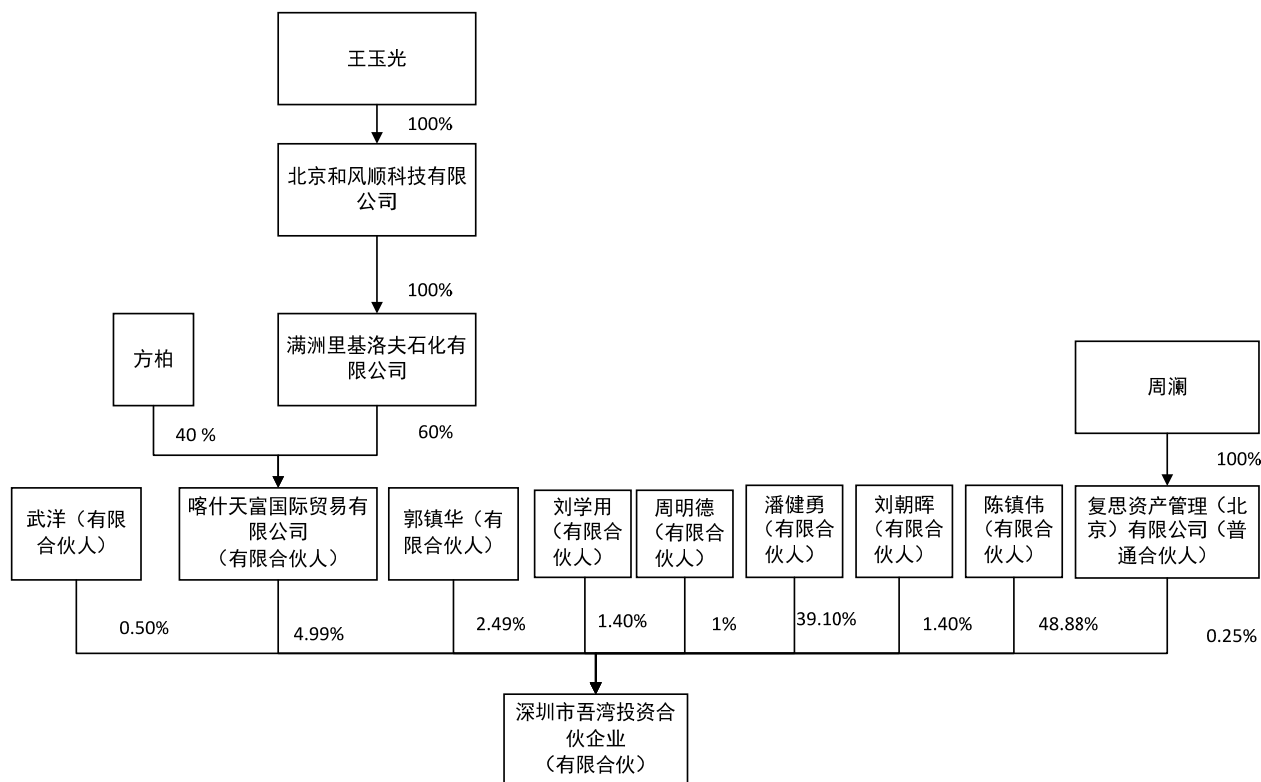 王玉光
100%
北京和风顺科技有限
公司
100%
方柏
满洲里基洛夫石化有
限公司
周澜
40 %
60%
100%
武洋（有限
合伙人）
喀什天富国际贸易有
限公司
（有限合伙人）
郭镇华（有
限合伙人）
刘学用
（有限合
伙人）
周明德
（有限合
伙人）
潘健勇
（有限合
伙人）
刘朝晖
（有限合
伙人）
陈镇伟
（有限合
伙人）
复思资产管理（北
京）有限公司（普
通合伙人）
0.50%
4.99%
2.49%
1.40%
1%
39.10%
1.40%
48.88%
0.25%
深圳市吾湾投资合
伙企业
（有限合伙）